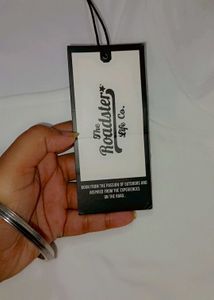 The
Roadster
Life Co.
BORN FROM THE PASSION OF OUTDOORS AND
INSPIRED FROM THE EXPERIENCES
ON THE ROAD.